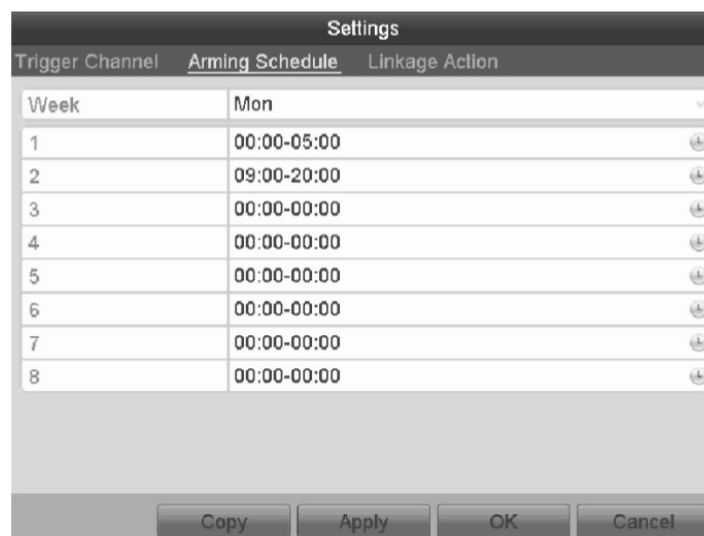 Settings
Trigger Channel Arming Schedule Linkage Action
Week Mon
1 00:00-05:00
2 09:00-20:00
3 00:00-00:00
4 00:00-00:00
5 00:00-00:00
6 00:00-00:00
7 00:00-00:00
8 00:00-00:00
Copy Apply OK Cancel